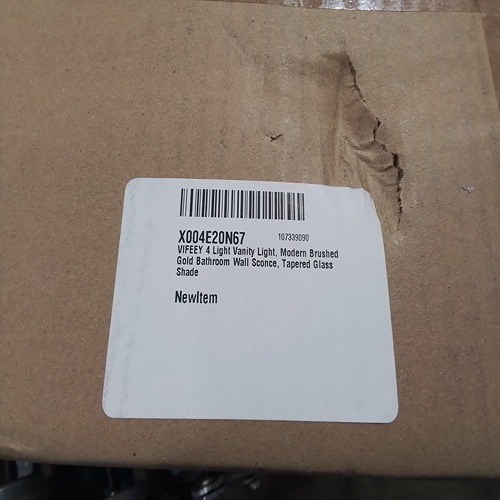 X004E20N67 107339090
VIFEEY 4 Light Vanity Light, Modern Brushed
Gold Bathroom Wall Sconce, Tapered Glass
Shade
NewItem